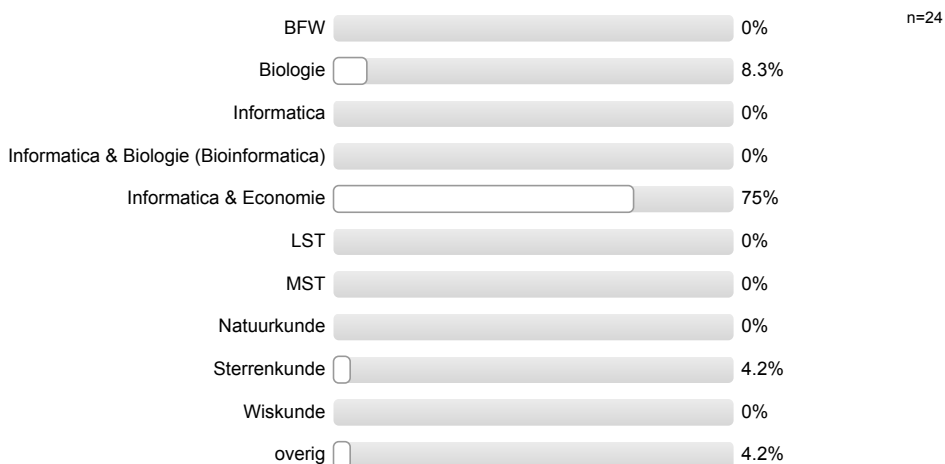 n=24
BFW 0%
Biologie 8.3%
Informatica 0%
Informatica & Biologie (Bioinformatica) 0%
Informatica & Economie 75%
LST 0%
MST 0%
Natuurkunde 0%
Sterrenkunde 4.2%
Wiskunde 0%
overig 4.2%